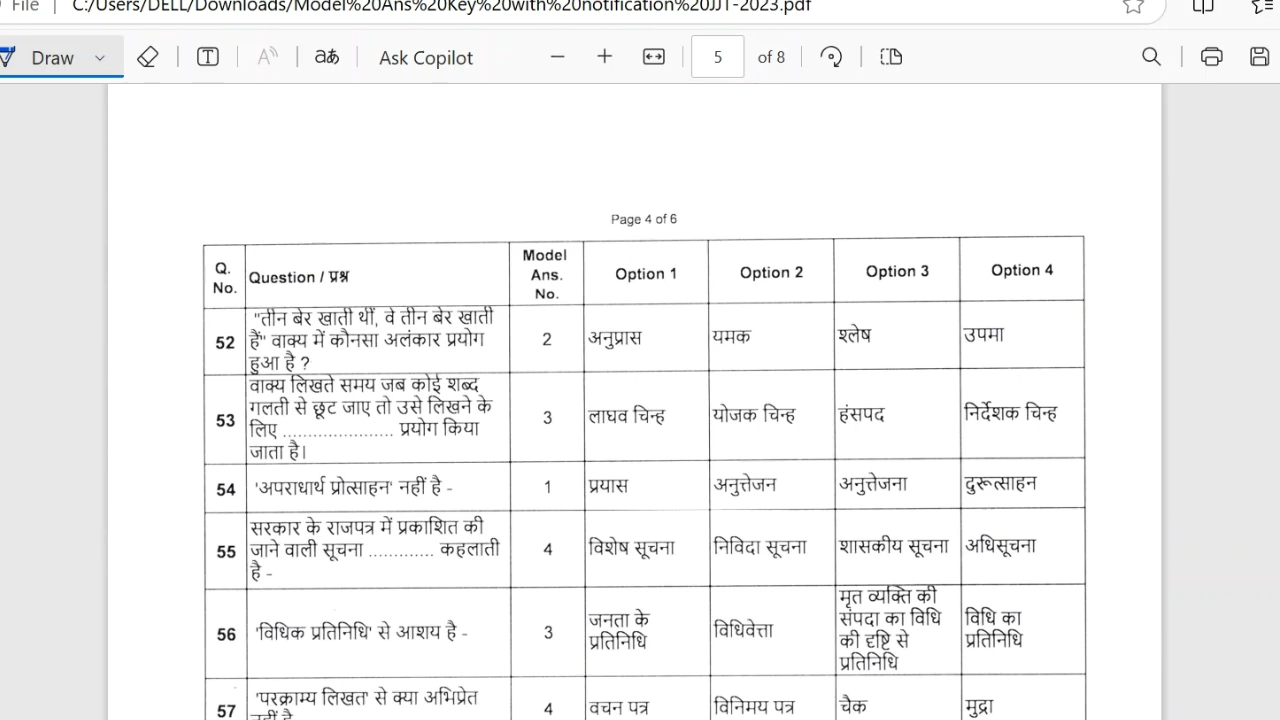 File | C:/Users/DELL/Downloads/Model%20Ans%20Key%20with%20notification%20JJT-2023.pdf
Draw
T
A
aあ
Ask Copilot
5 of 8
Page 4 of 6
Q. No. Question / प्रश्न Model Ans. No. Option 1 Option 2 Option 3 Option 4
52 "तीन बेर खाती थीं, वे तीन बेर खाती
हैं" वाक्य में कौनसा अलंकार प्रयोग
हुआ है ?
2 अनुप्रास यमक श्लेष उपमा
53 वाक्य लिखते समय जब कोई शब्द
गलती से छूट जाए तो उसे लिखने के
लिए ...................... प्रयोग किया
जाता है।
3 लाघव चिन्ह योजक चिन्ह हंसपद निर्देशक चिन्ह
54 'अपराधार्थ प्रोत्साहन' नहीं है - 1 प्रयास अनुत्तेजन अनुत्तेजना दुरूत्साहन
55 सरकार के राजपत्र में प्रकाशित की
जाने वाली सूचना ............. कहलाती
है -
4 विशेष सूचना निविदा सूचना शासकीय सूचना अधिसूचना
56 'विधिक प्रतिनिधि' से आशय है - 3
जनता के
प्रतिनिधि
विधिवेत्ता
मृत व्यक्ति की
संपदा का विधि
की दृष्टि से
प्रतिनिधि
विधि का
प्रतिनिधि
57 'परक्राम्य लिखत' से क्या अभिप्रेत
4 वचन पत्र विनिमय पत्र चैक मुद्रा